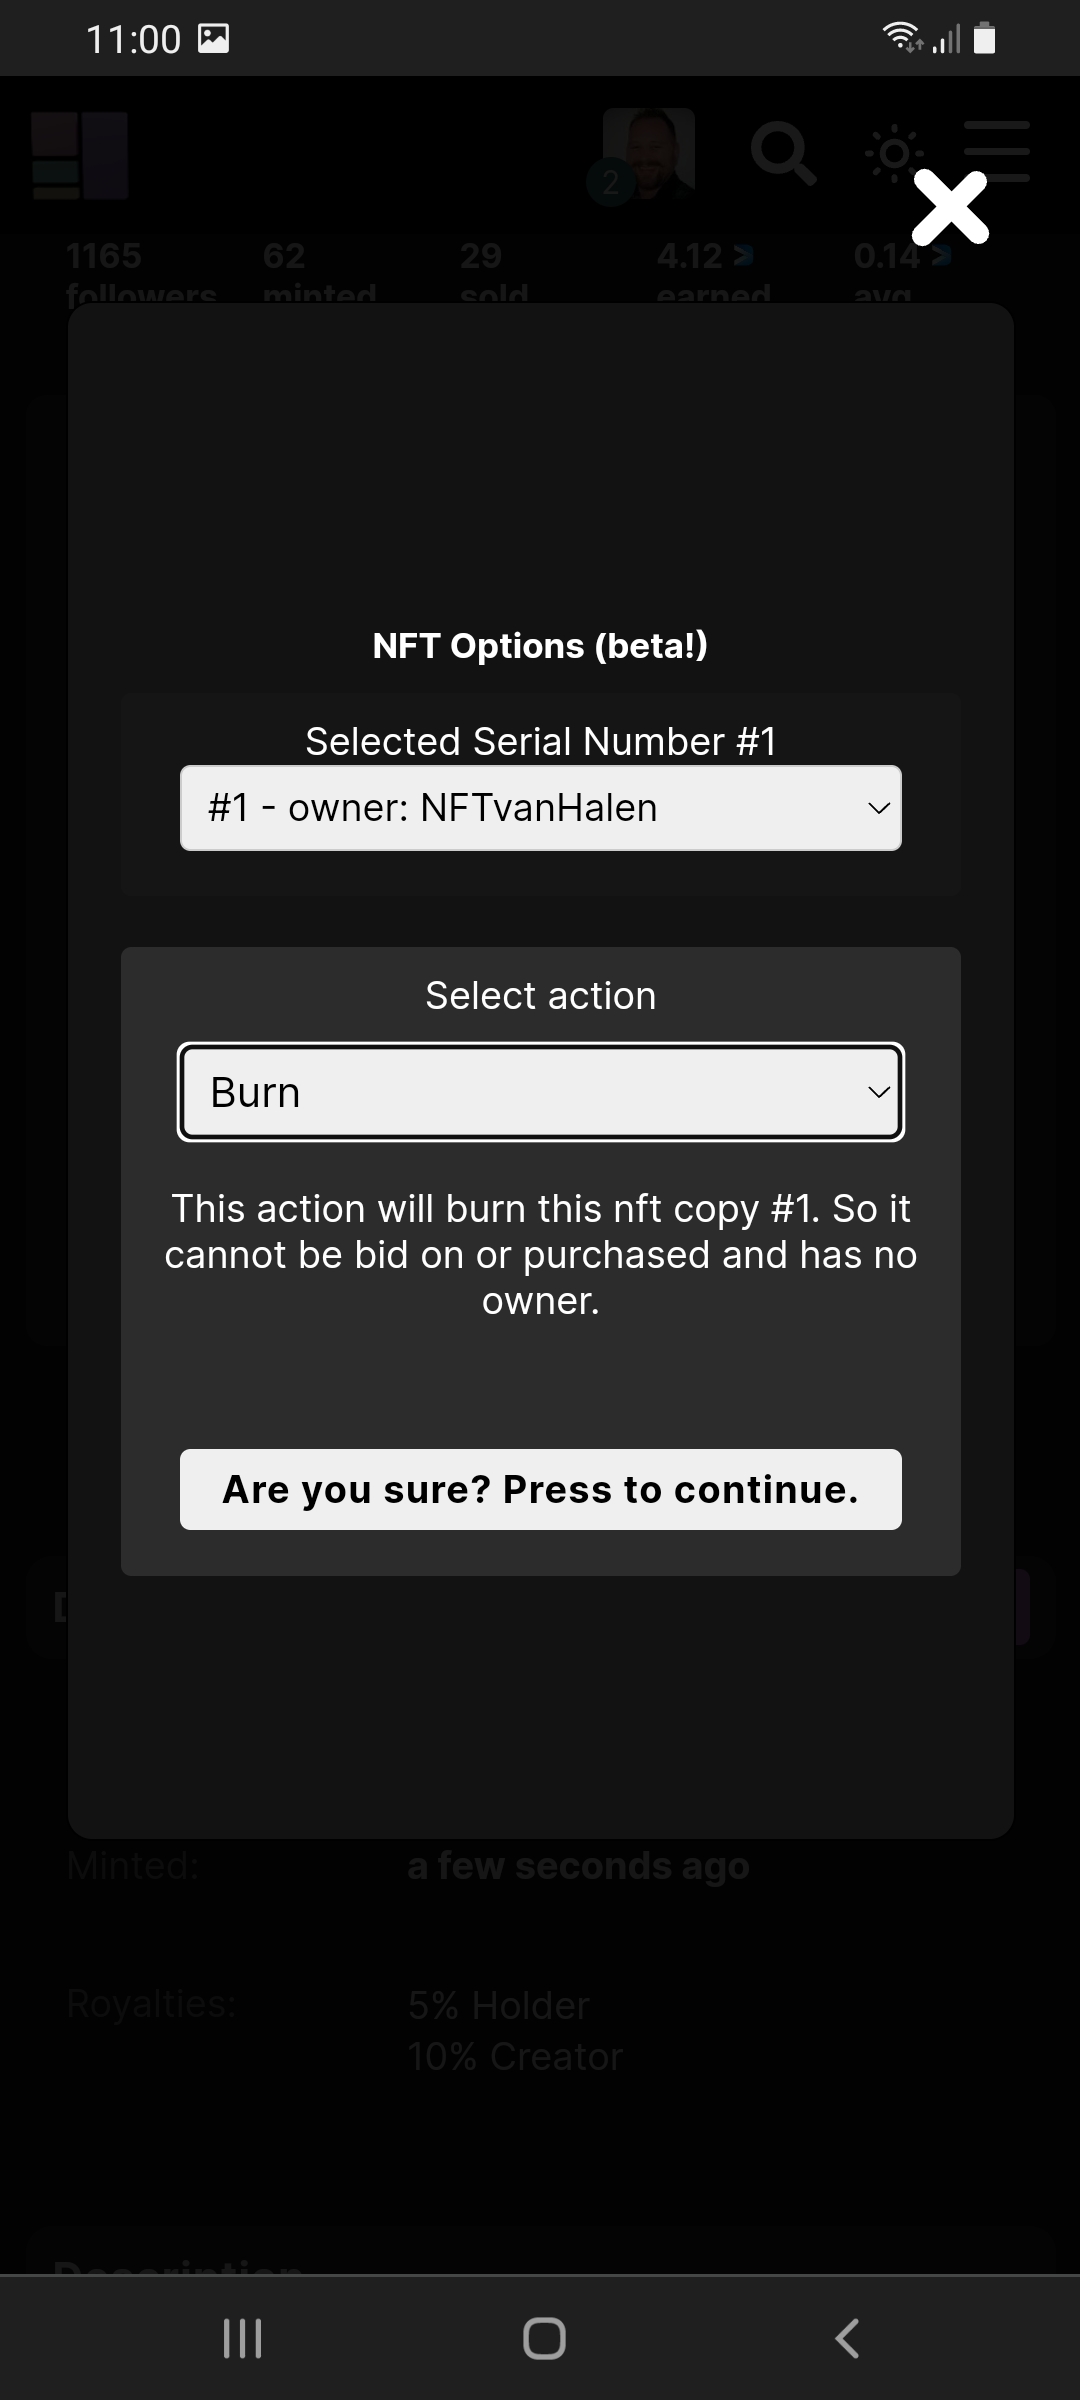 11:00
2
1165 62 29 4.12 0.14
followers minted sold earned avg
NFT Options (beta!)
Selected Serial Number #1
#1 - owner: NFTvanHalen
Select action
Burn
This action will burn this nft copy #1. So it
cannot be bid on or purchased and has no
owner.
Are you sure? Press to continue.
D
Minted: a few seconds ago
Royalties: 5% Holder
10% Creator
Description